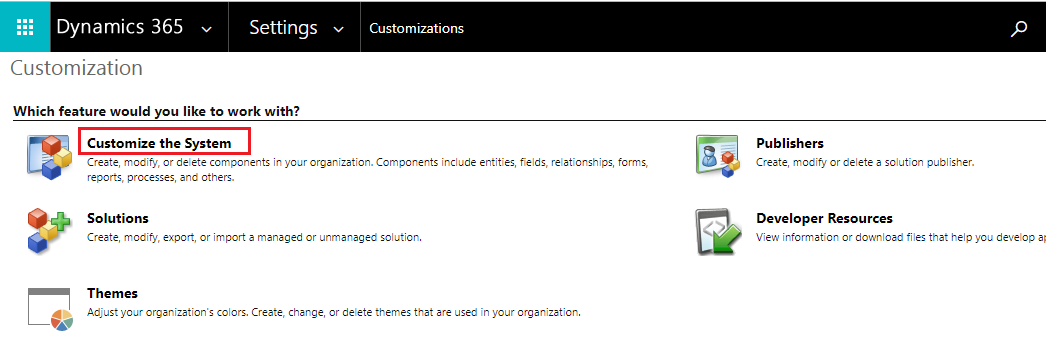 Dynamics 365 Settings Customizations
Customization
Which feature would you like to work with?
Customize the System
Create, modify, or delete components in your organization. Components include entities, fields, relationships, forms,
reports, processes, and others.
Publishers
Create, modify or delete a solution publisher.
Solutions
Create, modify, export, or import a managed or unmanaged solution.
Developer Resources
View information or download files that help you develop ap
Themes
Adjust your organization's colors. Create, change, or delete themes that are used in your organization.